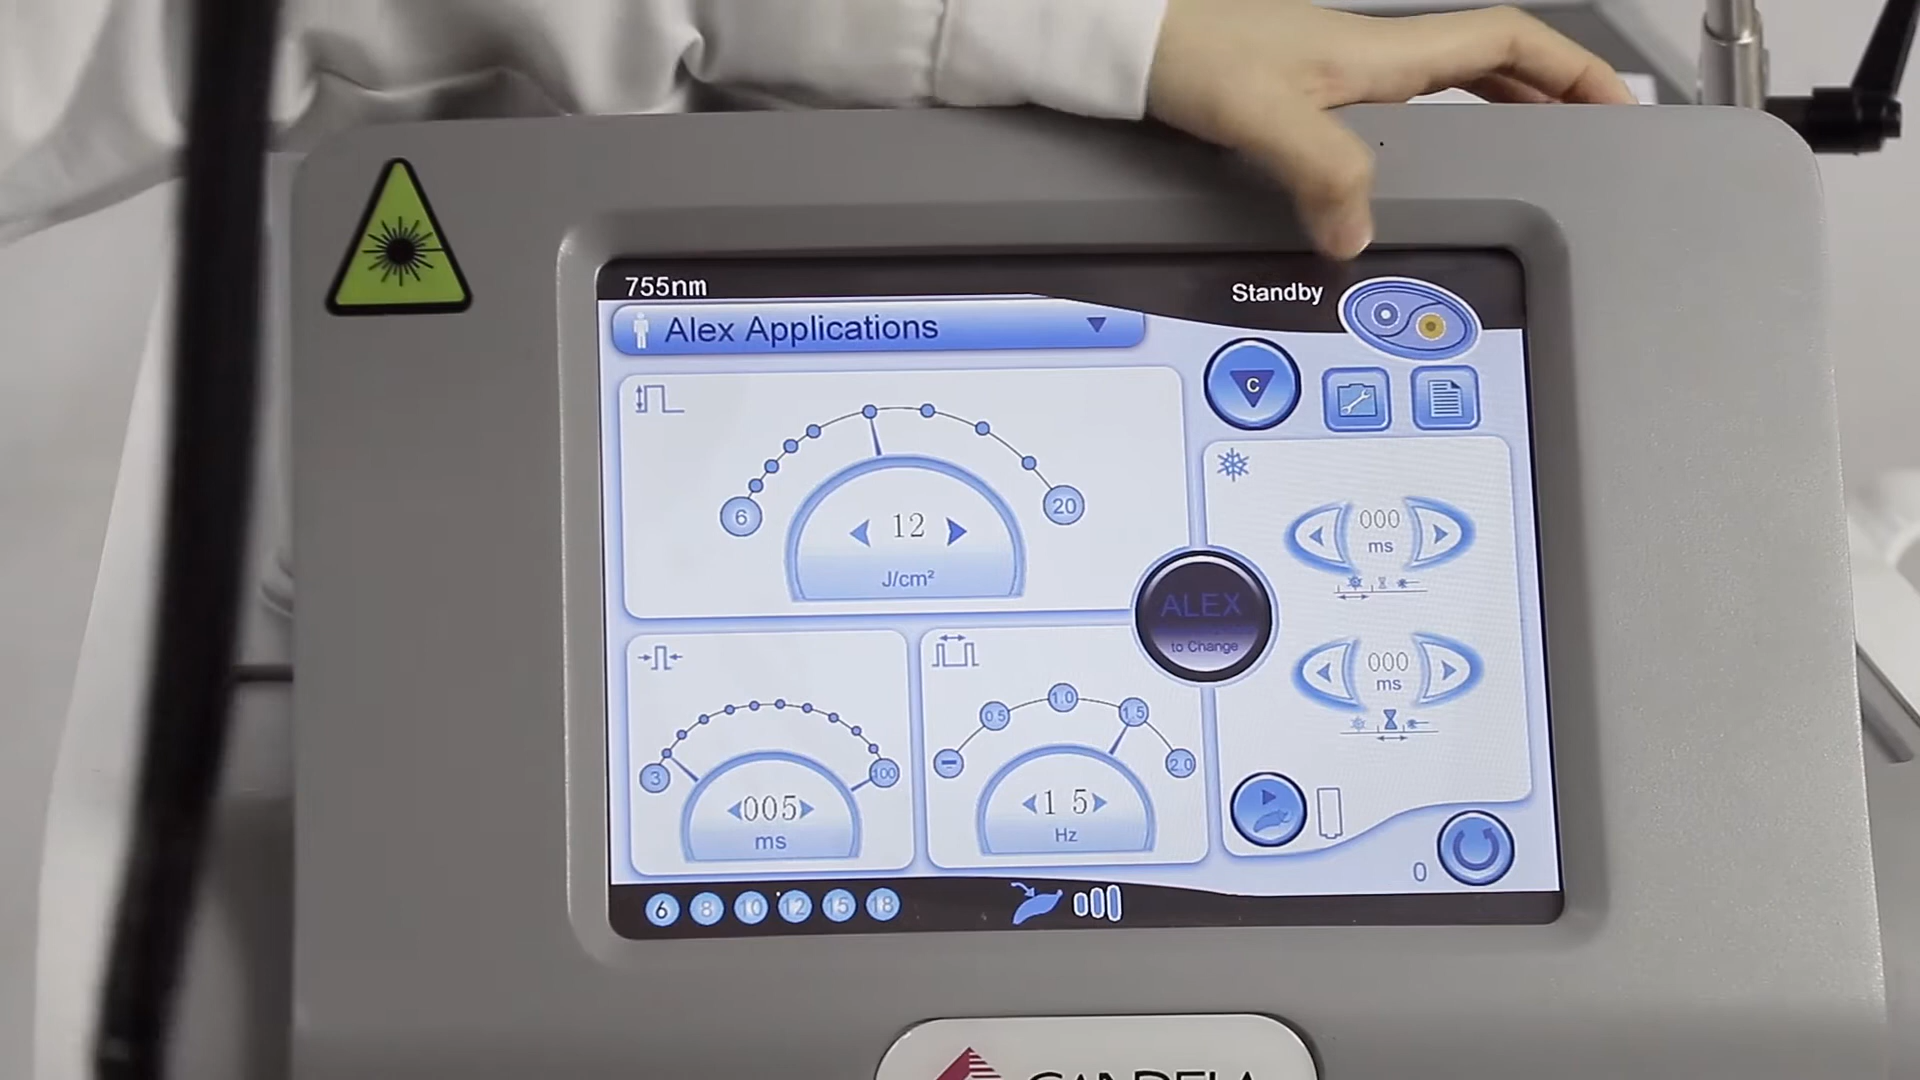 755nm
Standby
Alex Applications
C
6
20
12
J/cm²
000
ms
ALEX
to Change
000
ms
3
100
005
ms
0.5
1.0
1.5
2.0
1 5
Hz
0
6 8 10 12 15 18
CANDELA